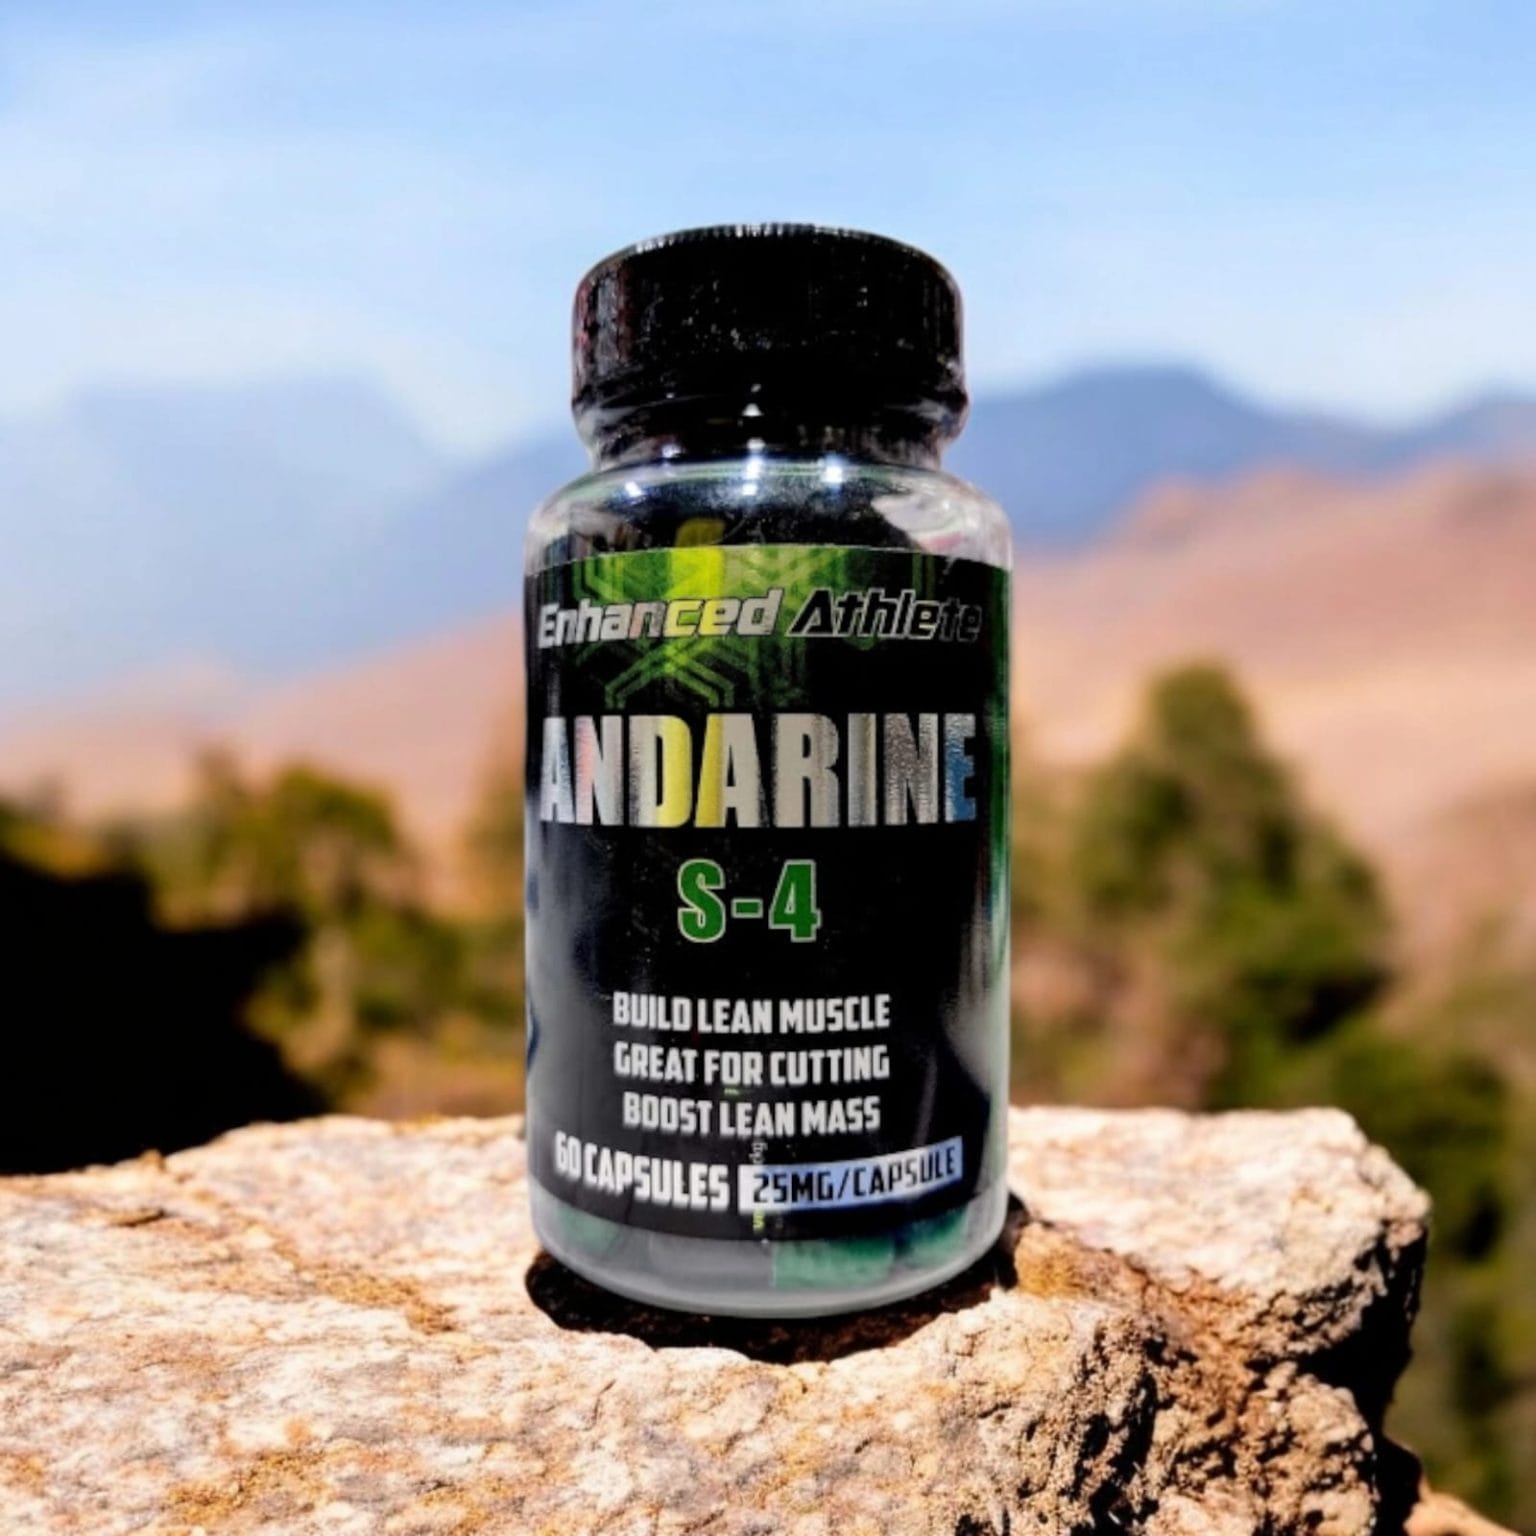 Enhanced Athlete
ANDARINE
S-4
BUILD LEAN MUSCLE
GREAT FOR CUTTING
BOOST LEAN MASS
60 CAPSULES 25MG/CAPSULE